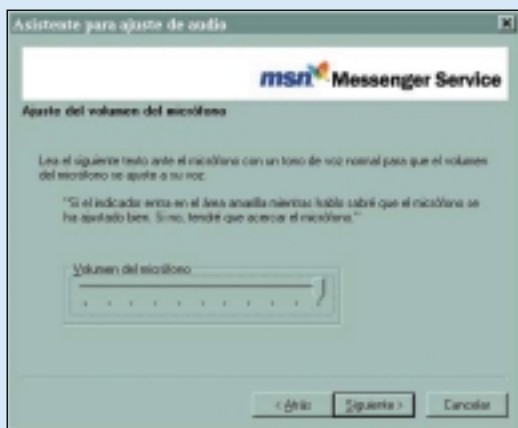 Asistente para ajuste de audio
msn Messenger Service
Ajuste del volumen del micrófono
Lea el siguiente texto ante el micrófono con un tono de voz normal para que el volumen
del micrófono se ajuste a su voz:
"Si el indicador entra en el área amarilla mientras hablo sabré que el micrófono se
ha ajustado bien. Si no, tendré que acercar el micrófono."
Volumen del micrófono
< Atrás
Siguiente >
Cancelar